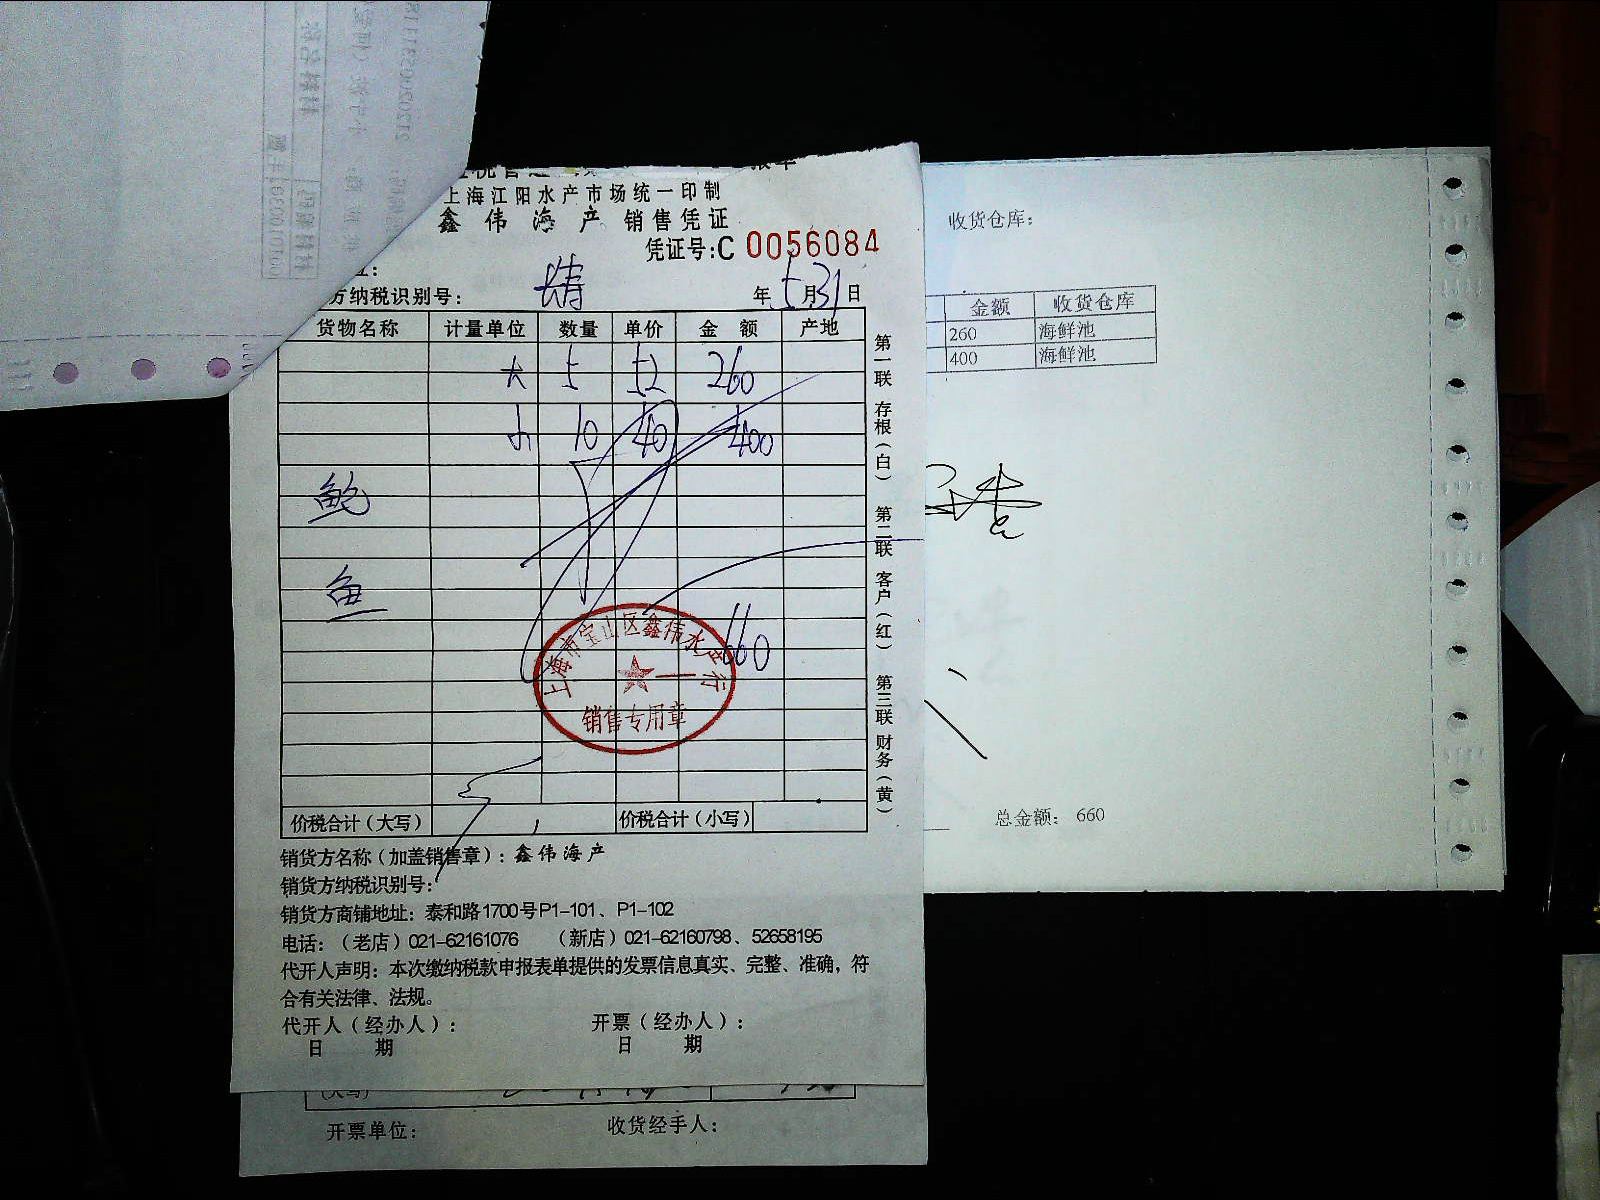 上海江阳水产市场统一印制
鑫伟海产 销售凭证
凭证号:C 0056084
方纳税识别号: 涛 年5月31日
货物名称 计量单位 数量 单价 金额 产地
大 5 52 260
小 10 40 400
鲍
鱼
660
上海市宝山区鑫伟水产行
销售专用章
价税合计(大写) 价税合计(小写)
第一联 存根(白) 第二联 客户(红) 第三联 财务(黄)
销货方名称(加盖销售章): 鑫伟海产
销货方纳税识别号:
销货方商铺地址: 泰和路1700号P1-101、P1-102
电话:(老店)021-62161076 (新店)021-62160798、52658195
代开人声明: 本次缴纳税款申报表单提供的发票信息真实、完整、准确,符
合有关法律、法规。
代开人(经办人): 开票(经办人):
日期 日期
(大写)
开票单位: 收货经手人:
收货仓库:
金额 收货仓库
260 海鲜池
400 海鲜池
总金额: 660